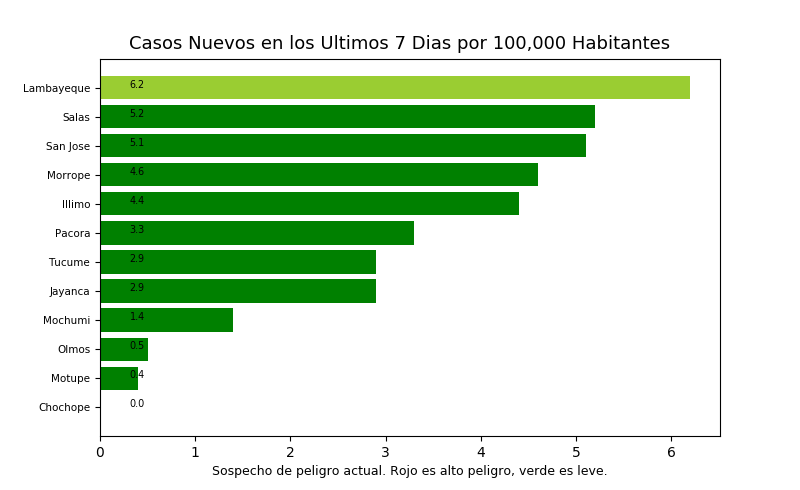 Casos Nuevos en los Ultimos 7 Dias por 100,000 Habitantes
Lambayeque 6.2
Salas 5.2
San Jose 5.1
Morrope 4.6
Illimo 4.4
Pacora 3.3
Tucume 2.9
Jayanca 2.9
Mochumi 1.4
Olmos 0.5
Motupe 0.4
Chochope 0.0
0 1 2 3 4 5 6
Sospecho de peligro actual. Rojo es alto peligro, verde es leve.